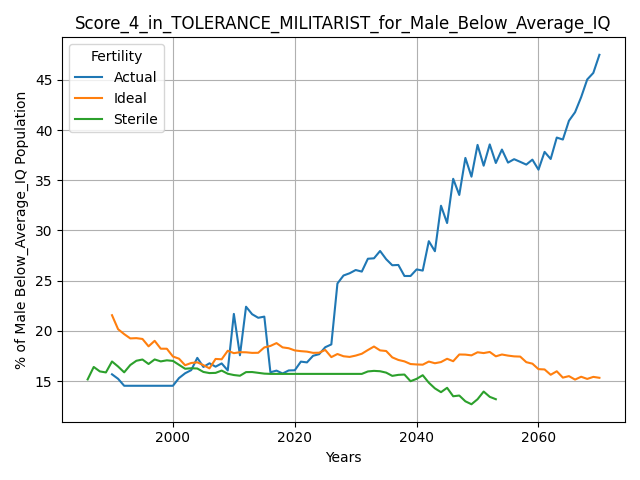 Score_4_in_TOLERANCE_MILITARIST_for_Male_Below_Average_IQ
% of Male Below_Average_IQ Population
Fertility
Actual
Ideal
Sterile
45
40
35
30
25
20
15
2000
2020
2040
2060
Years